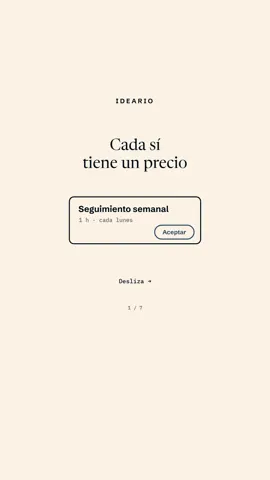 IDEARIO
Cada sí
tiene un precio
Seguimiento semanal
1 h · cada lunes
Aceptar
Desliza →
1 / 7